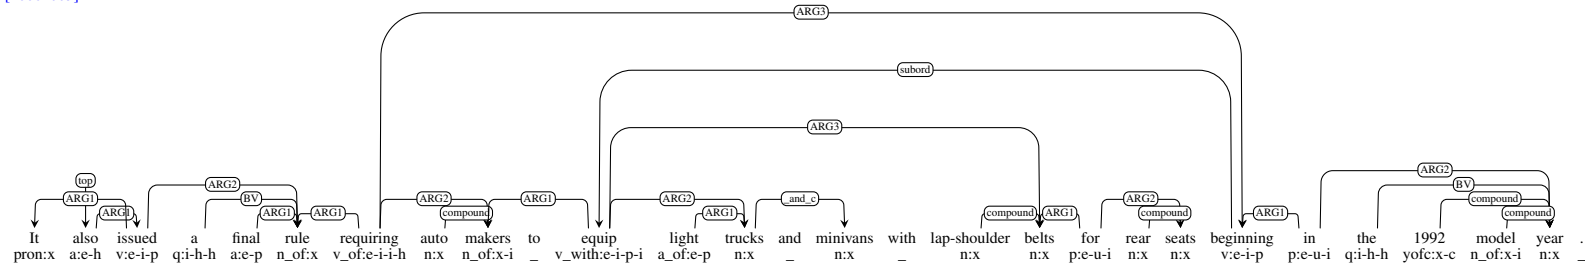 ARG3
subord
ARG3
top ARG2 ARG2
ARG1 BV ARG2 ARG1 ARG2 _and_c ARG2 BV compound
ARG1 ARG1 ARG1 compound ARG1 compound ARG1 compound ARG1 compound
It also issued a final rule requiring auto makers to equip light trucks and minivans with lap-shoulder belts for rear seats beginning in the 1992 model year .
pron:x a:e-h v:e-i-p q:i-h-h a:e-p n_of:x v_of:e-i-i-h n:x n_of:x-i _ v_with:e-i-p-i a_of:e-p n:x _ n:x _ n:x n:x p:e-u-i n:x n:x v:e-i-p p:e-u-i q:i-h-h yofc:x-c n_of:x-i n:x _